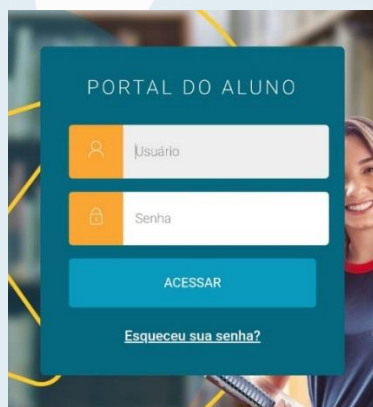 PORTAL DO ALUNO
Usuário
Senha
ACESSAR
Esqueceu sua senha?